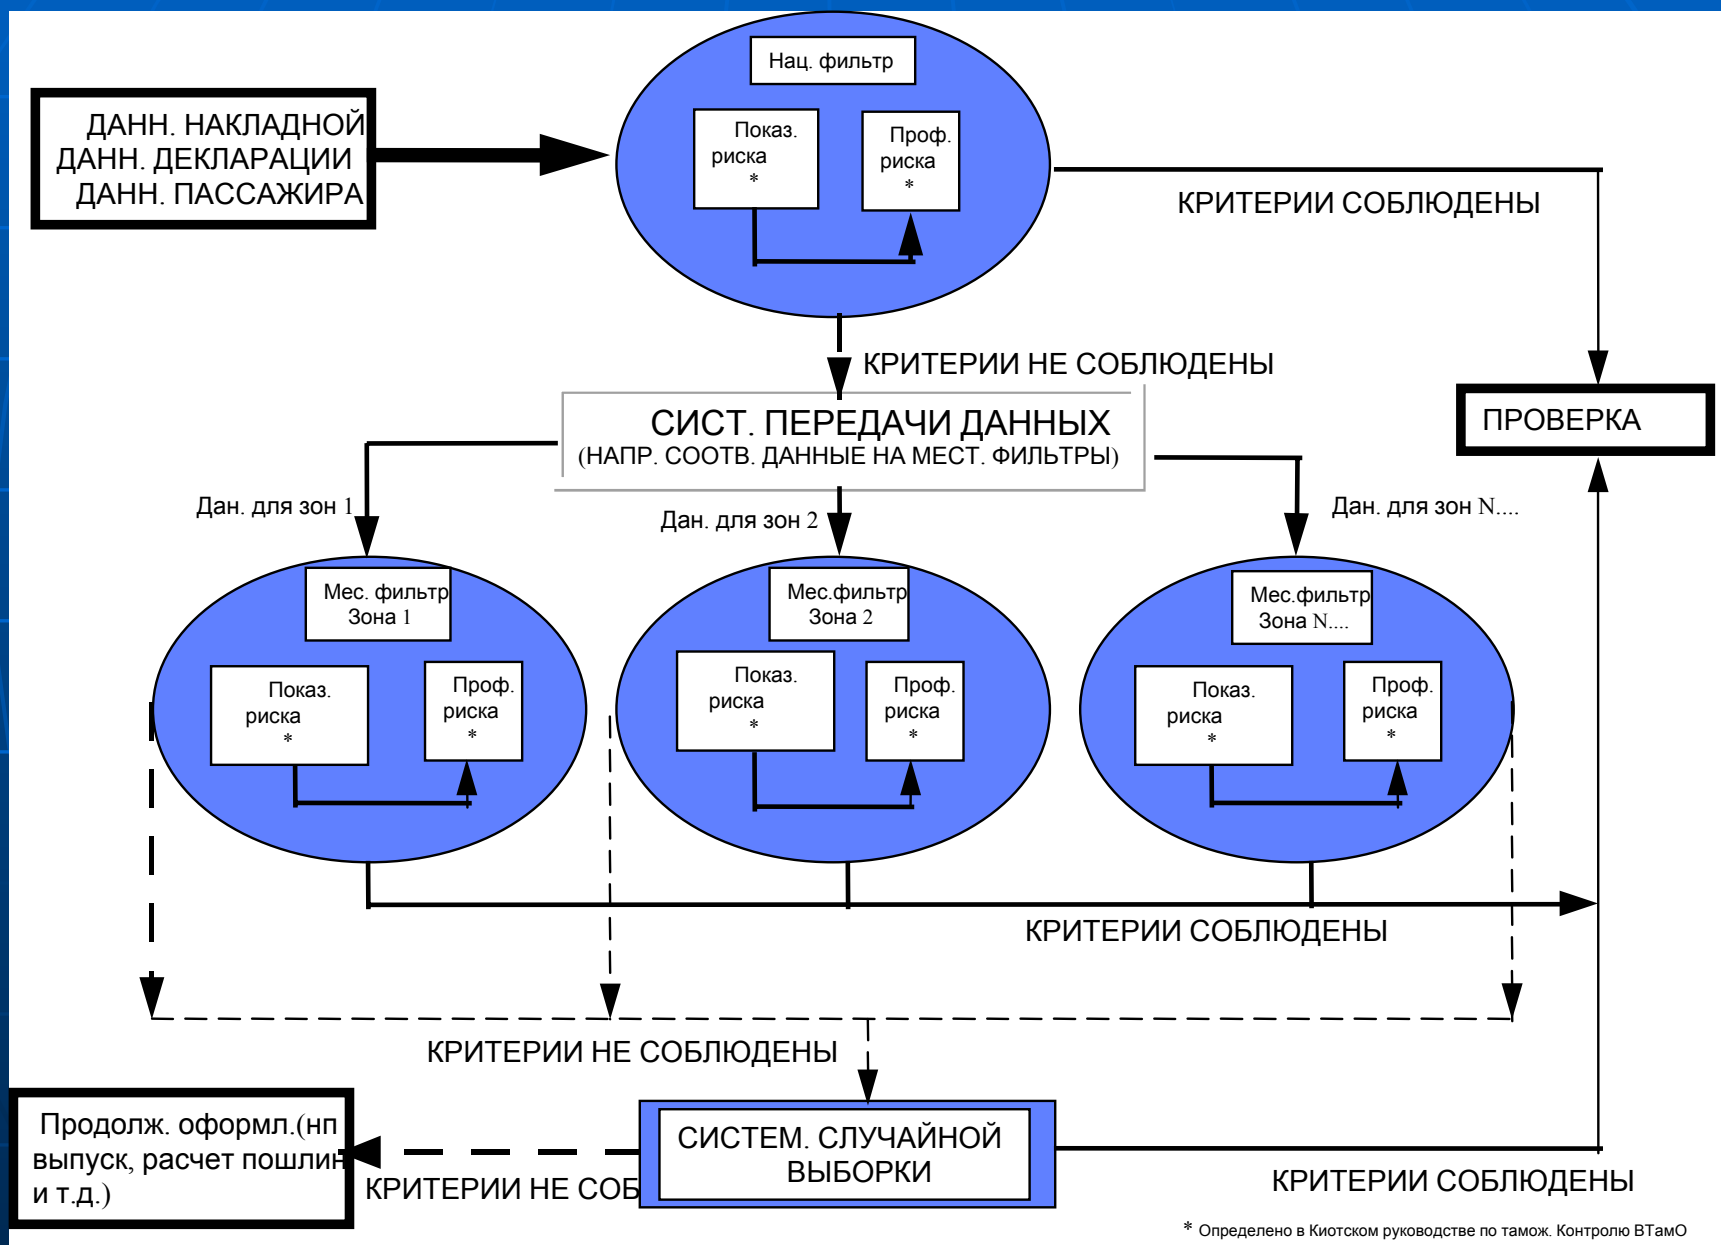 Нац. фильтр
ДАНН. НАКЛАДНОЙ
ДАНН. ДЕКЛАРАЦИИ
ДАНН. ПАССАЖИРА
Показ.
риска
*
Проф.
риска
*
КРИТЕРИИ СОБЛЮДЕНЫ
КРИТЕРИИ НЕ СОБЛЮДЕНЫ
СИСТ. ПЕРЕДАЧИ ДАННЫХ
(НАПР. СООТВ. ДАННЫЕ НА МЕСТ. ФИЛЬТРЫ)
ПРОВЕРКА
Дан. для зон 1
Дан. для зон 2
Дан. для зон N....
Мес. фильтр
Зона 1
Показ.
риска
*
Проф.
риска
*
Мес.фильтр
Зона 2
Показ.
риска
*
Проф.
риска
*
Мес.фильтр
Зона N....
Показ.
риска
*
Проф.
риска
*
КРИТЕРИИ СОБЛЮДЕНЫ
КРИТЕРИИ НЕ СОБЛЮДЕНЫ
Продолж. оформл.(нп
выпуск, расчет пошлин
и т.д.)
КРИТЕРИИ НЕ СОБ
СИСТЕМ. СЛУЧАЙНОЙ
ВЫБОРКИ
КРИТЕРИИ СОБЛЮДЕНЫ
* Определено в Киотском руководстве по тамож. Контролю ВТамО